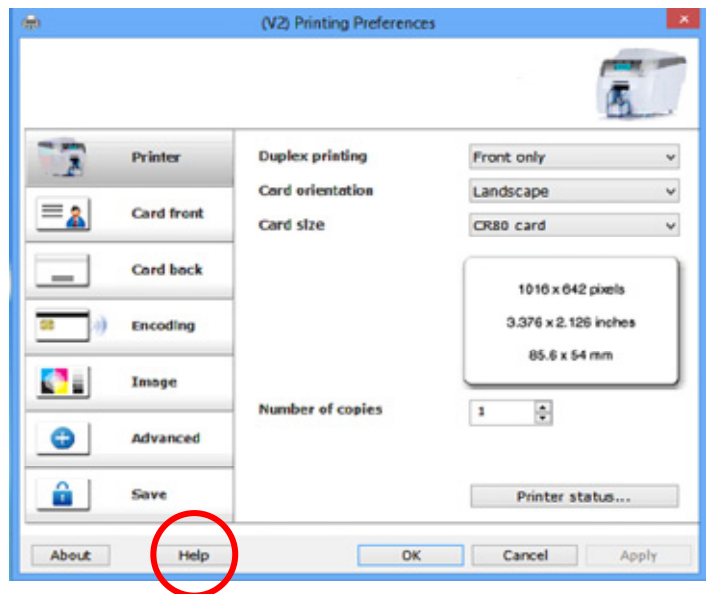 (V2) Printing Preferences
Printer
Duplex printing
Front only
Card orientation
Landscape
Card front
Card size
CR80 card
Card back
1016 x 642 pixels
3.376 x 2.126 inches
85.6 x 54 mm
Encoding
Image
Number of copies
1
Advanced
Save
Printer status...
About
Help
OK
Cancel
Apply